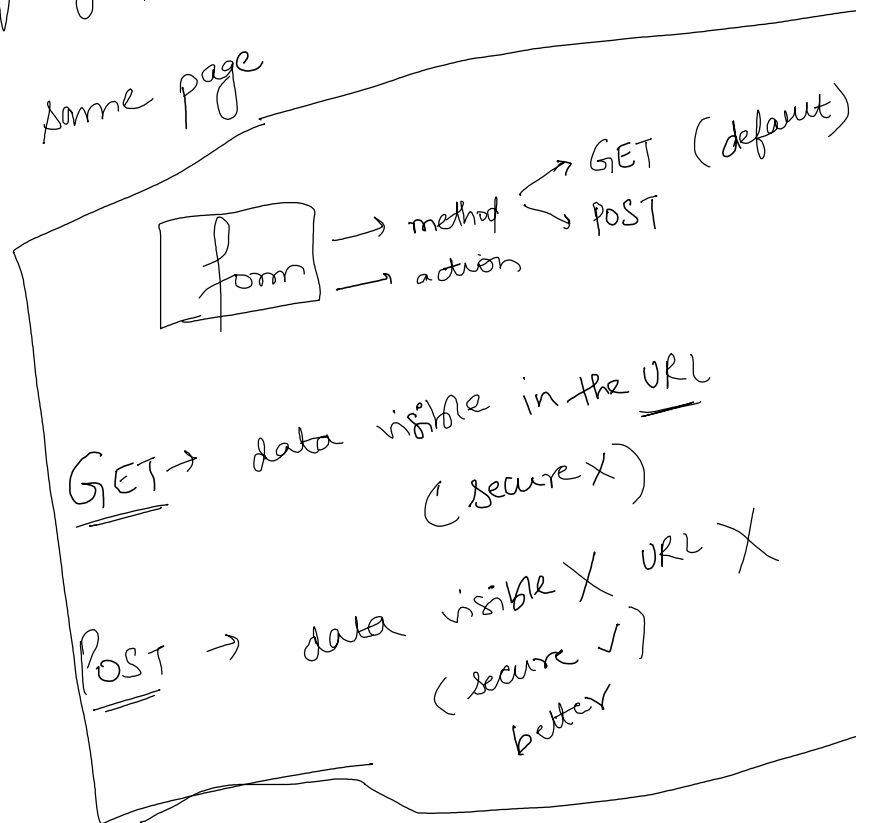 same page
form → method → GET (default)
→ POST
→ action
GET → data visible in the URL
(secure X)
POST → data visible X URL X
(secure ✓)
better